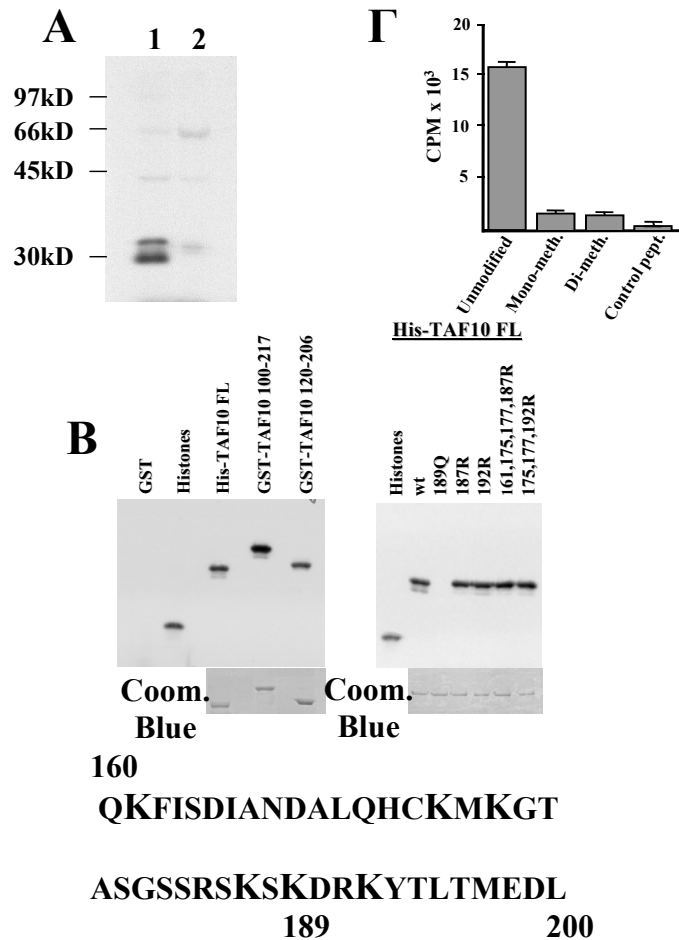 A
1 2
97kD
66kD
45kD
30kD
Γ
CPM x 10³
20
15
10
5
Unmodified
Mono-meth.
Di-meth.
Control pept.
B
GST
Histones
His-TAF10 FL
GST-TAF10 100-217
GST-TAF10 120-206
Coom.
Blue
His-TAF10 FL
Histones
wt
189Q
187R
192R
161,175,177,187R
175,177,192R
Coom.
Blue
160
QKFISDIANDALQHCKMKGT
ASGSSRSKSKDRKYTLTMEDL
189 200